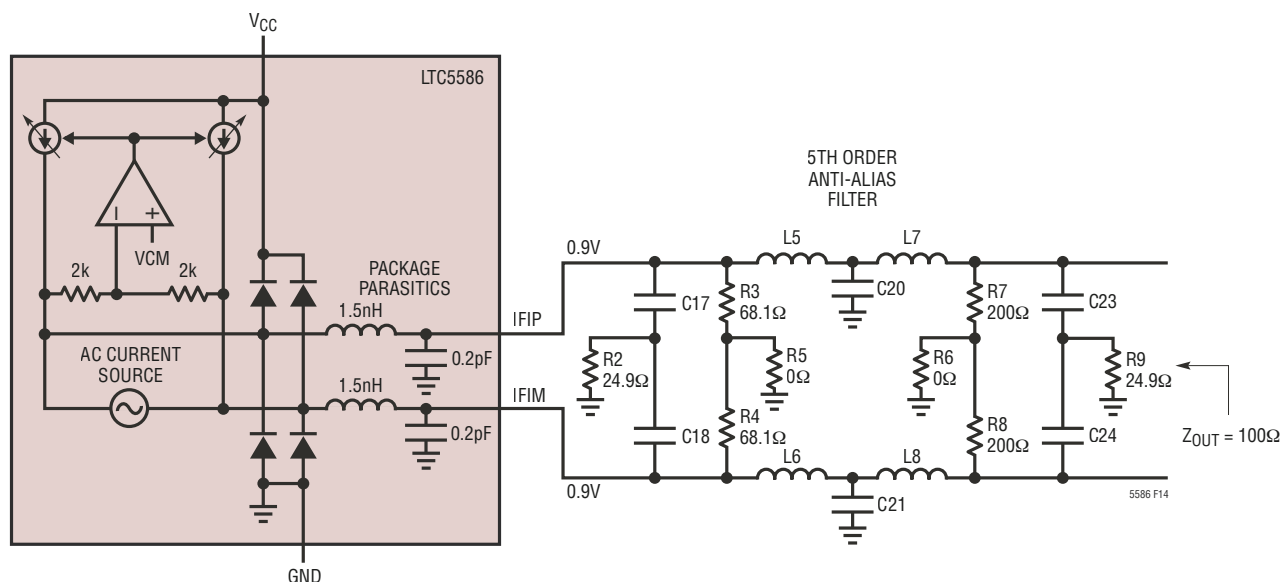 VCC
LTC5586
VCM
2k
2k
PACKAGE
PARASITICS
1.5nH
IFIP
0.2pF
AC CURRENT
SOURCE
1.5nH
IFIM
0.2pF
GND
5TH ORDER
ANTI-ALIAS
FILTER
0.9V
L5
L7
C17
R3
68.1Ω
C20
R7
200Ω
C23
R2
24.9Ω
R5
0Ω
R6
0Ω
R9
24.9Ω
C18
R4
68.1Ω
R8
200Ω
C24
ZOUT = 100Ω
L6
L8
0.9V
C21
5586 F14